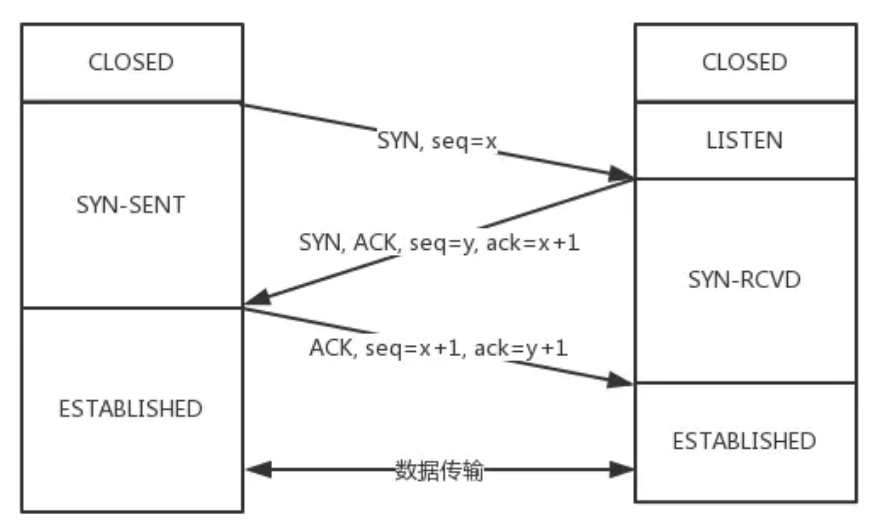 CLOSED
CLOSED
SYN, seq=x
LISTEN
SYN-SENT
SYN, ACK, seq=y, ack=x+1
SYN-RCVD
ACK, seq=x+1, ack=y+1
ESTABLISHED
ESTABLISHED
数据传输